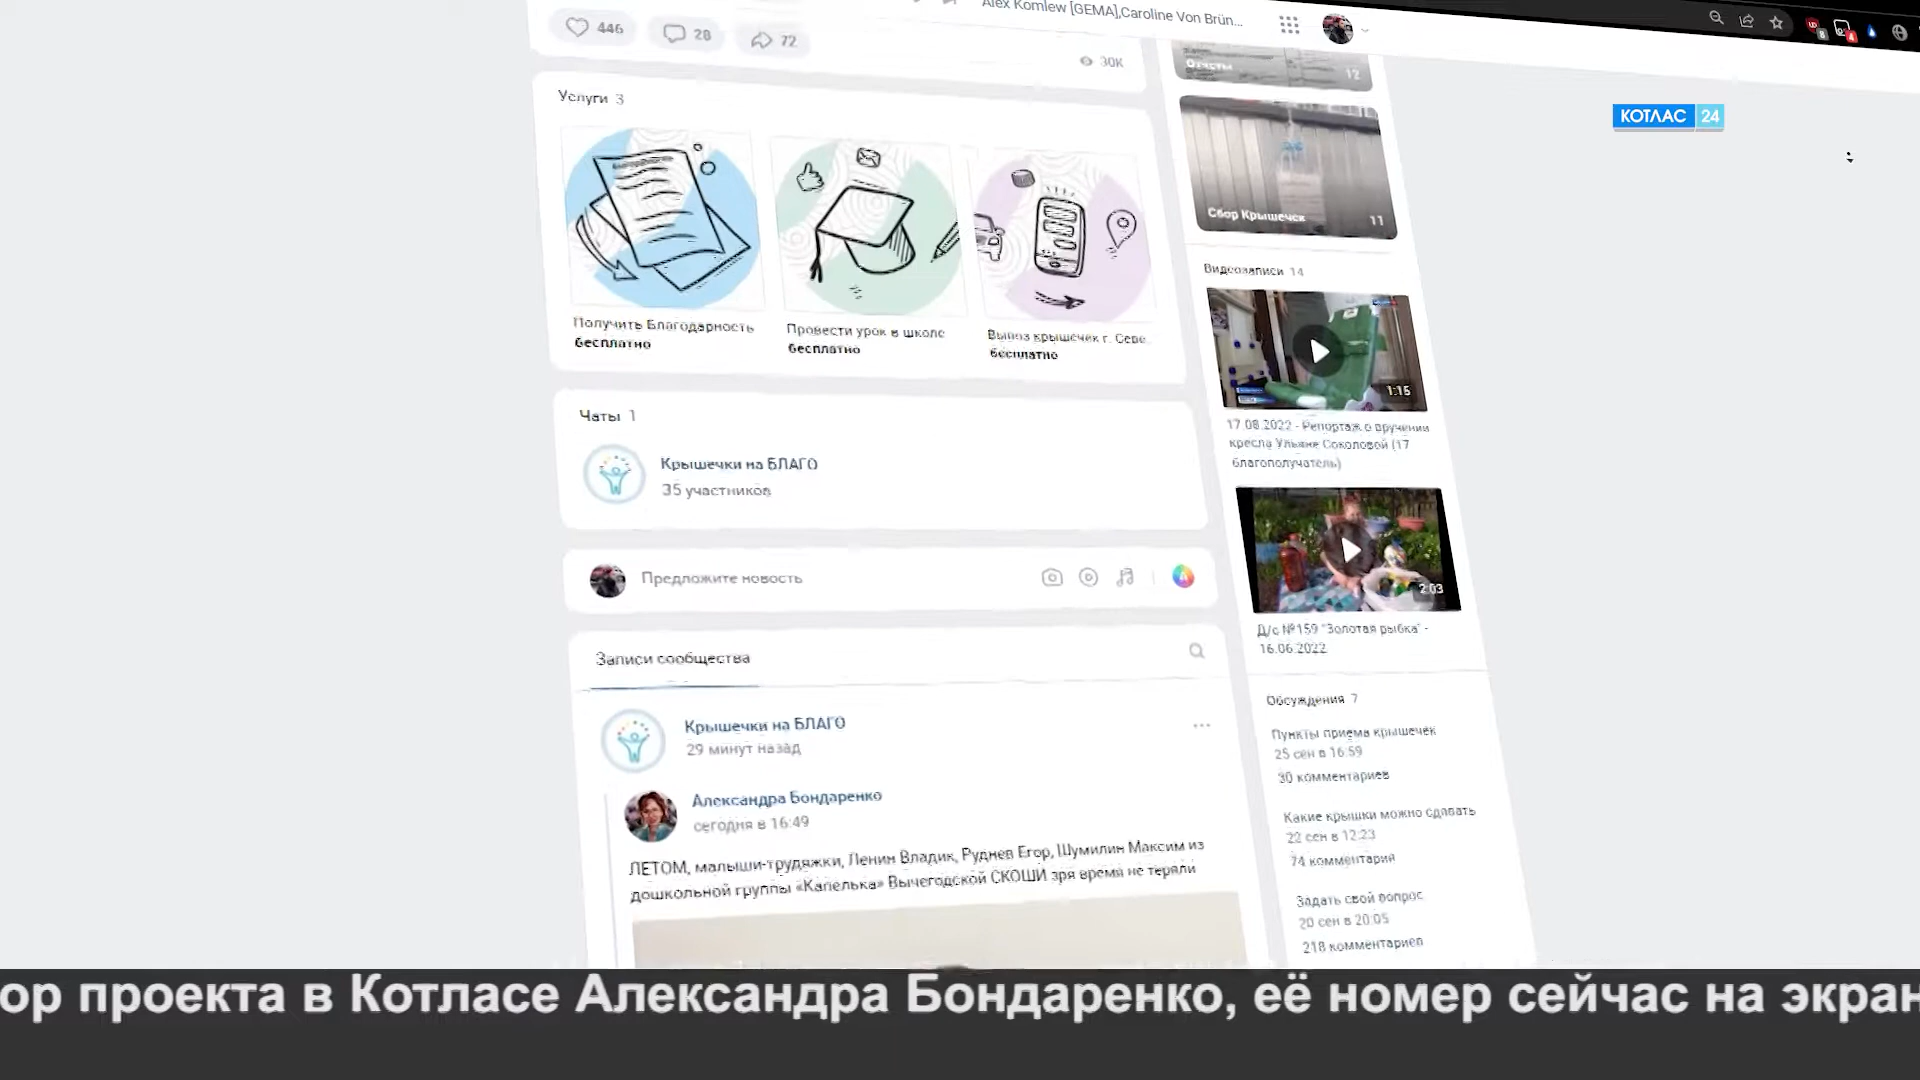 Alex Komlew [GEMA],Caroline Von Brün...
446
28
72
30K
Отчеты
12
КОТЛАС 24
Услуги 3
Получить Благодарность
бесплатно
Провести урок в школе
бесплатно
Вывоз крышечек г. Севе
бесплатно
Сбор Крышечек
11
Видеозаписи 14
1:15
17.08.2022 - Репортаж о вручении
кресла Ульяне Соколовой (17
благополучатель)
Чаты 1
Крышечки на БЛАГО
35 участников
Предложите новость
2:03
Д/с №159 "Золотая рыбка" -
16.06.2022
Записи сообщества
Крышечки на БЛАГО
29 минут назад
Александра Бондаренко
сегодня в 16:49
ЛЕТОМ, малыши-трудяжки, Ленин Владик, Руднев Егор, Шумилин Максим из
дошкольной группы «Капелька» Вычегодской СКОШИ зря время не теряли
Обсуждения 7
Пункты приема крышечек
25 сен в 16:59
30 комментариев
Какие крышки можно сдавать
22 сен в 12:23
74 комментария
Задать свой вопрос
20 сен в 20:05
218 комментариев
ор проекта в Котласе Александра Бондаренко, её номер сейчас на экран